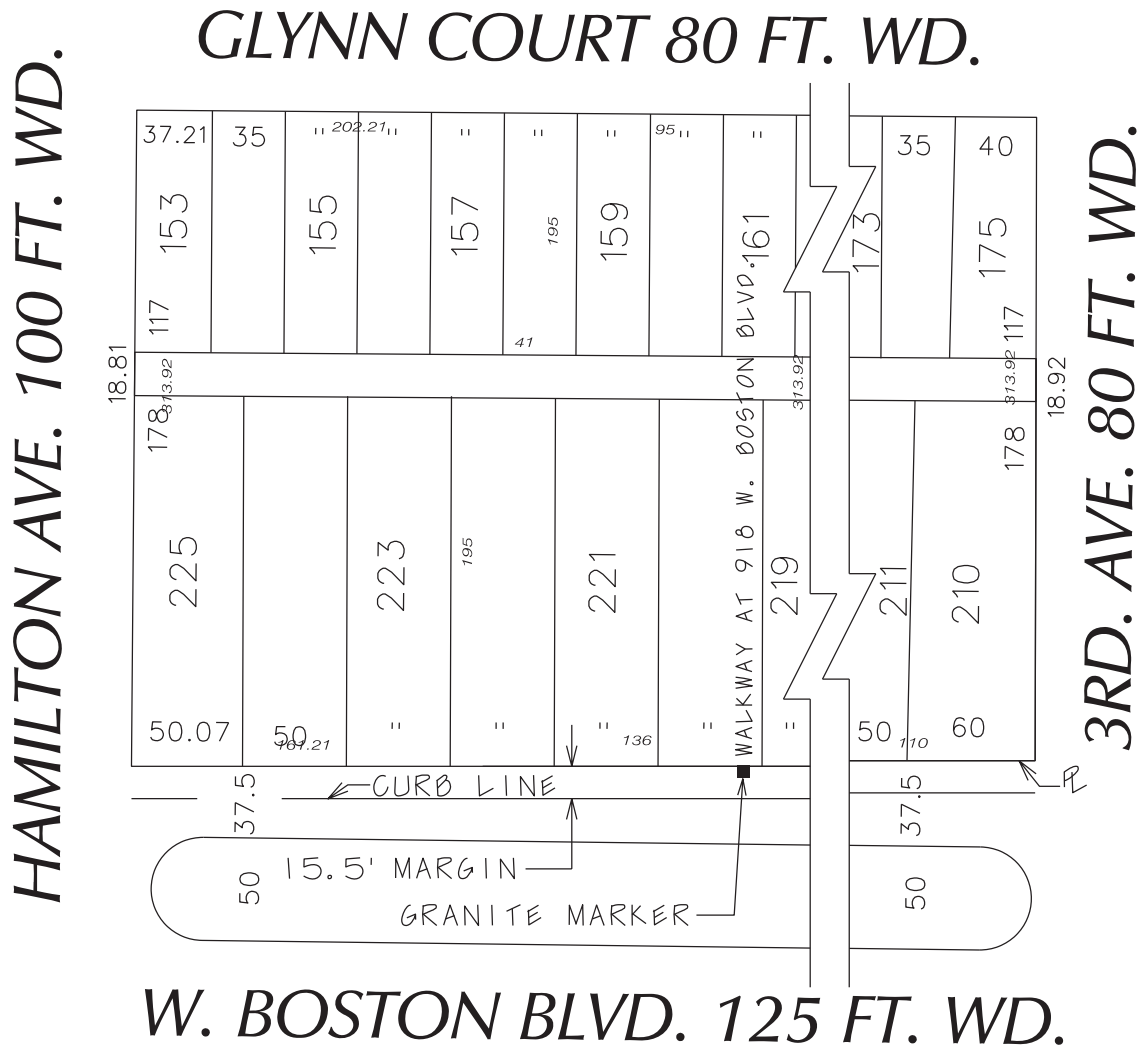 GLYNN COURT 80 FT. WD.
HAMILTON AVE. 100 FT. WD.
3RD. AVE. 80 FT. WD.
37.21 35 " 202.21 " " " " 95 " " 35 40
153 155 157 195 159 161 173 175
117 41 117
18.81 313.92 313.92 313.92 18.92
178 178
WALKWAY AT 918 W. BOSTON BLVD.
225 223 195 221 219 211 210
50.07 50 161.21 " " " 136 " " 50 110 60
CURB LINE PL
37.5 37.5
15.5' MARGIN
50 50
GRANITE MARKER
W. BOSTON BLVD. 125 FT. WD.